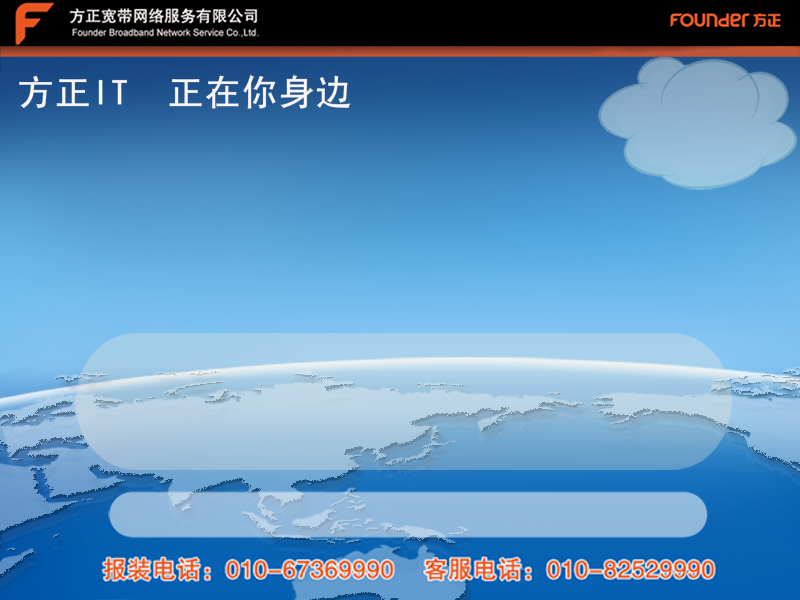 方正宽带网络服务有限公司
Founder Broadband Network Service Co.,Ltd.
FOUNDER 方正
方正IT 正在你身边
报装电话：010-67369990 客服电话：010-82529990